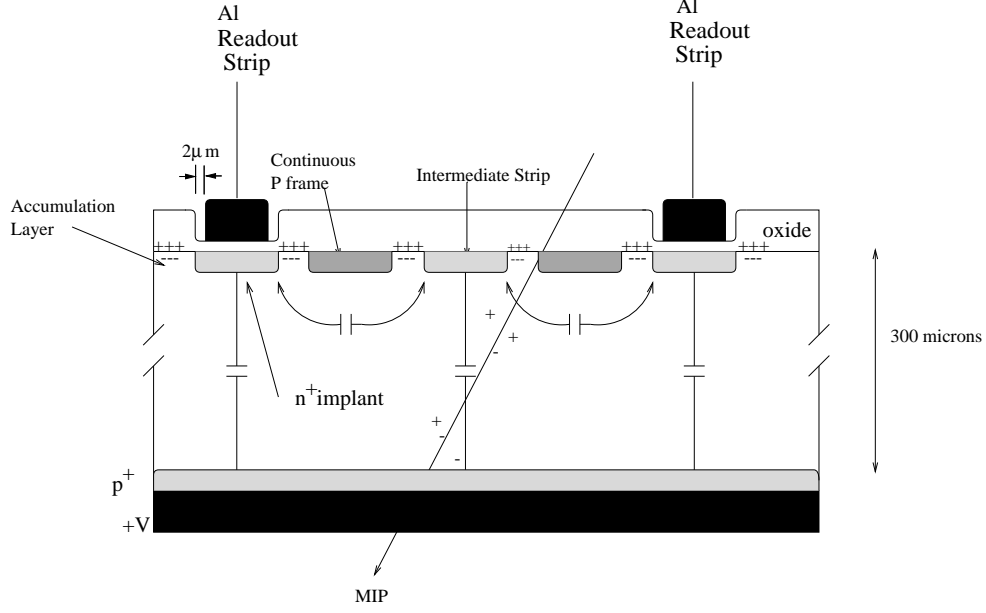 Al
Readout
Strip
Al
Readout
Strip
2μ m
Continuous
P frame
Intermediate Strip
Accumulation
Layer
oxide
+++
+++
+++
+++
+++
+++
---
---
---
---
---
---
+
+
-
300 microns
n+implant
+
-
-
p+
+V
MIP